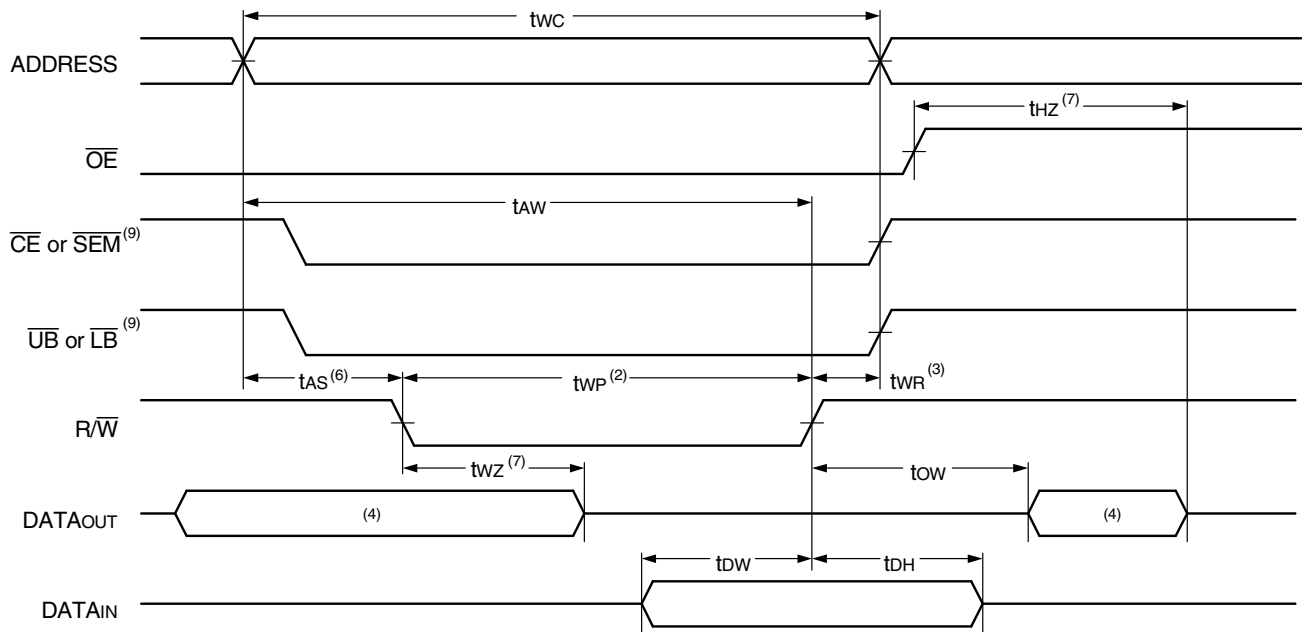 tWC
ADDRESS
tHZ (7)
OE
tAW
CE or SEM (9)
UB or LB (9)
tAS (6) tWP (2) tWR (3)
R/W
tWZ (7) tOW
DATAOUT (4) (4)
tDW tDH
DATAIN